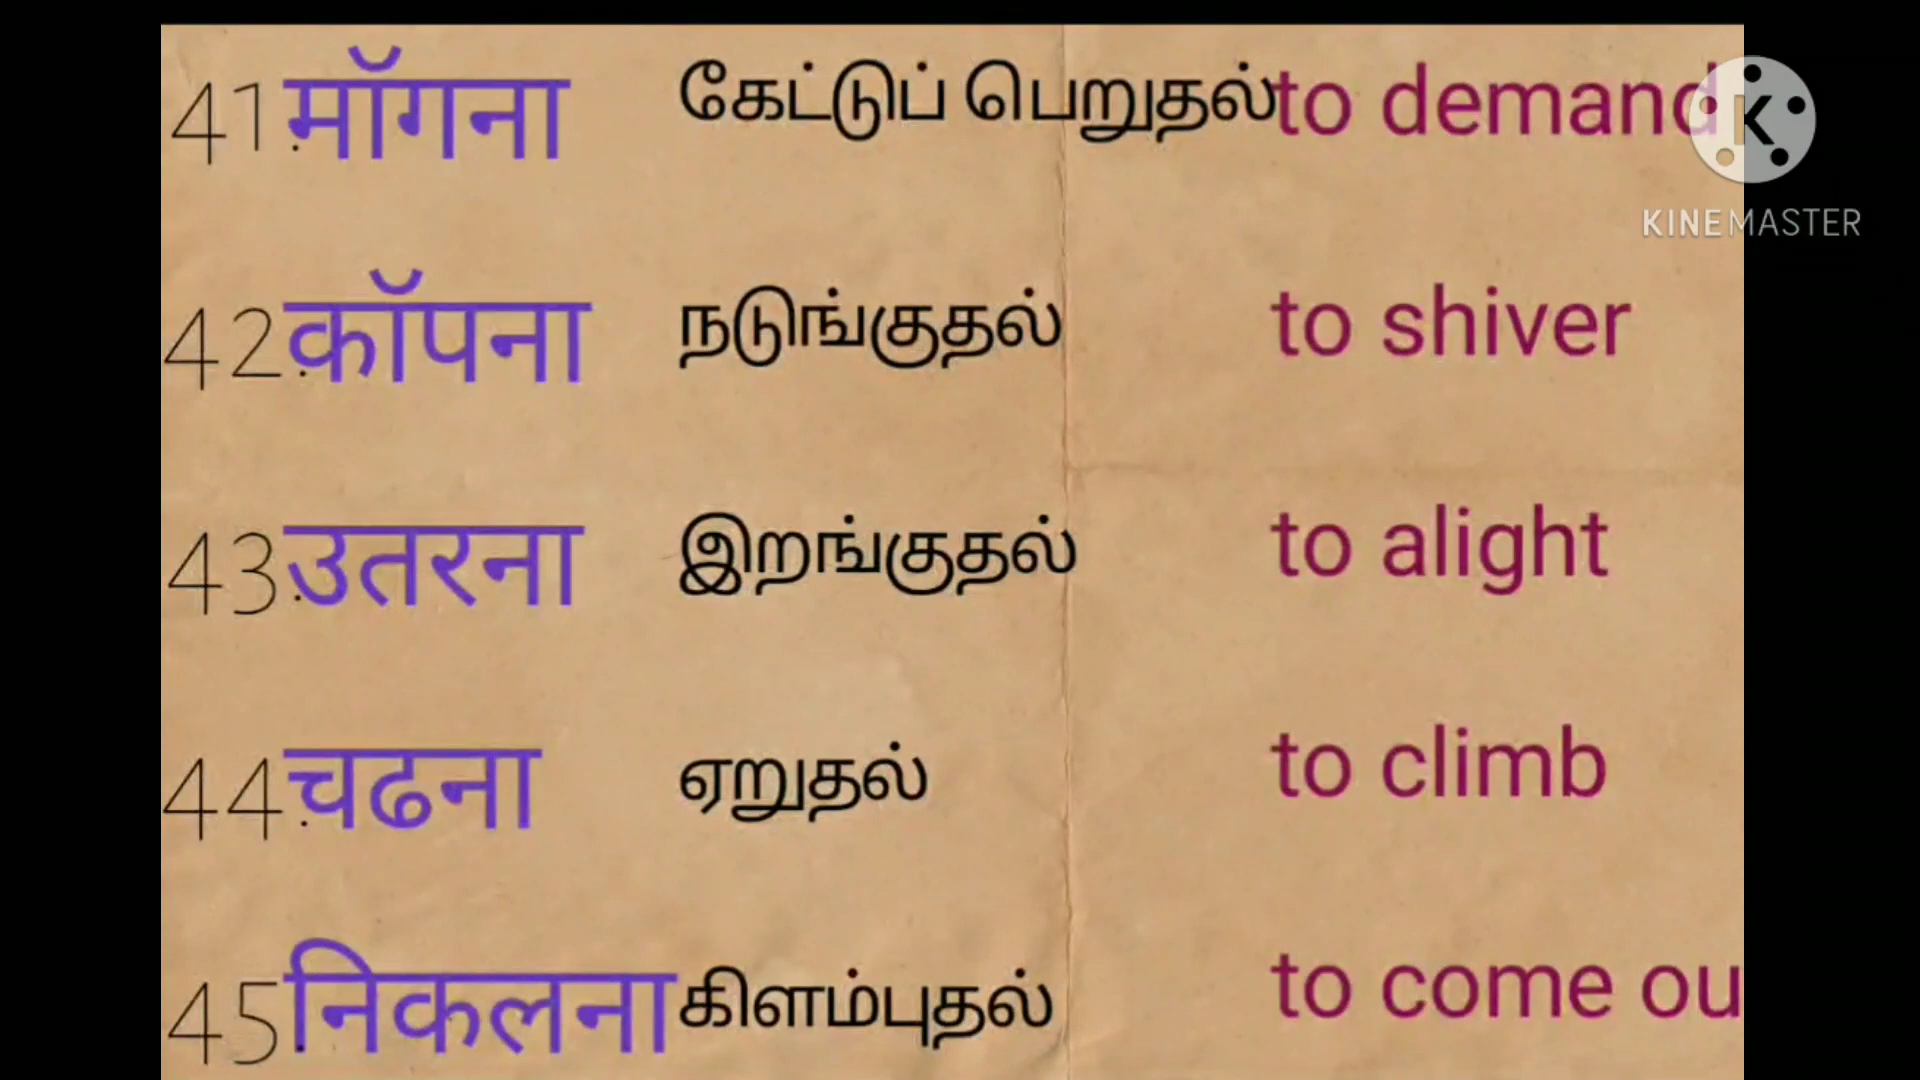 41. मॉगना கேட்டுப் பெறுதல் to demand
KINEMASTER
42. कॉपना நடுங்குதல் to shiver
43. उतरना இறங்குதல் to alight
44. चढना ஏறுதல் to climb
45. निकलना கிளம்புதல் to come ou